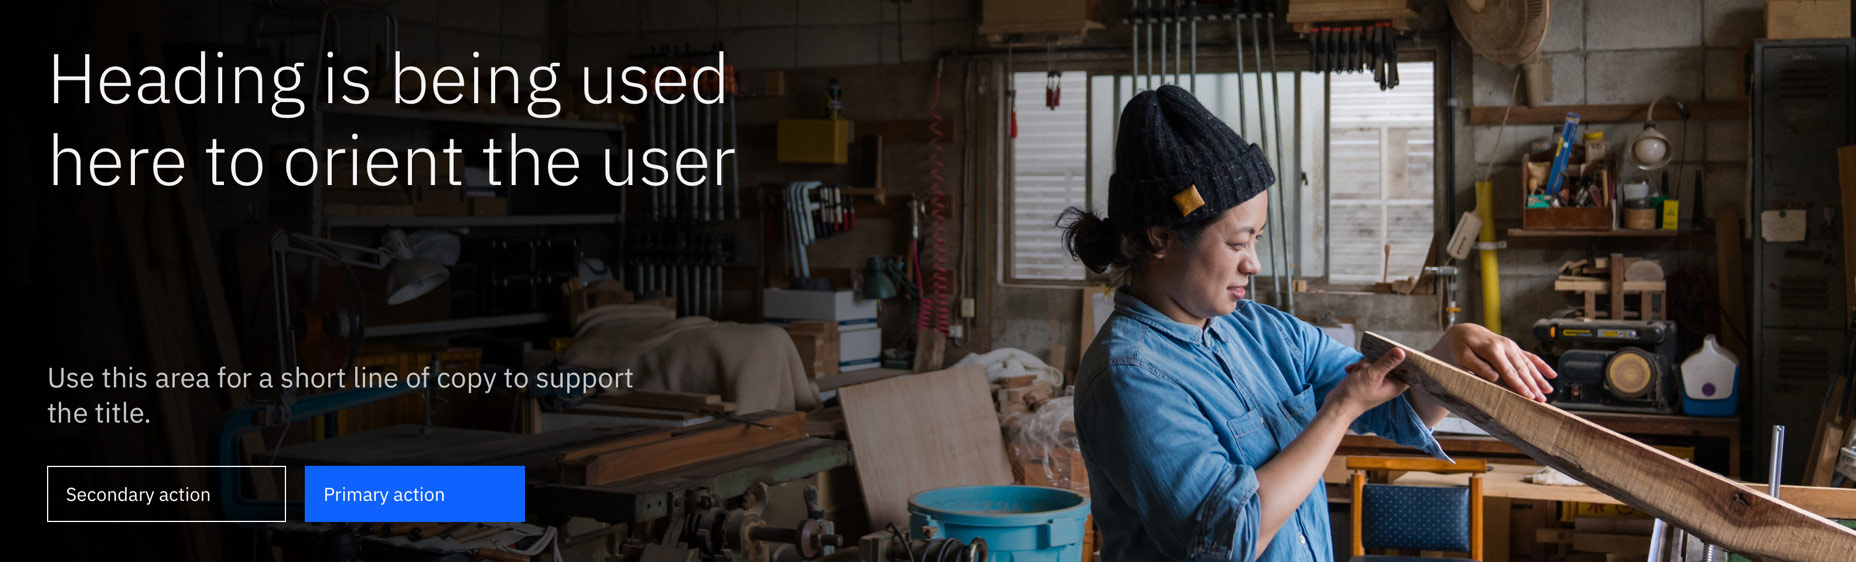 Heading is being used
here to orient the user
Use this area for a short line of copy to support
the title.
Secondary action
Primary action